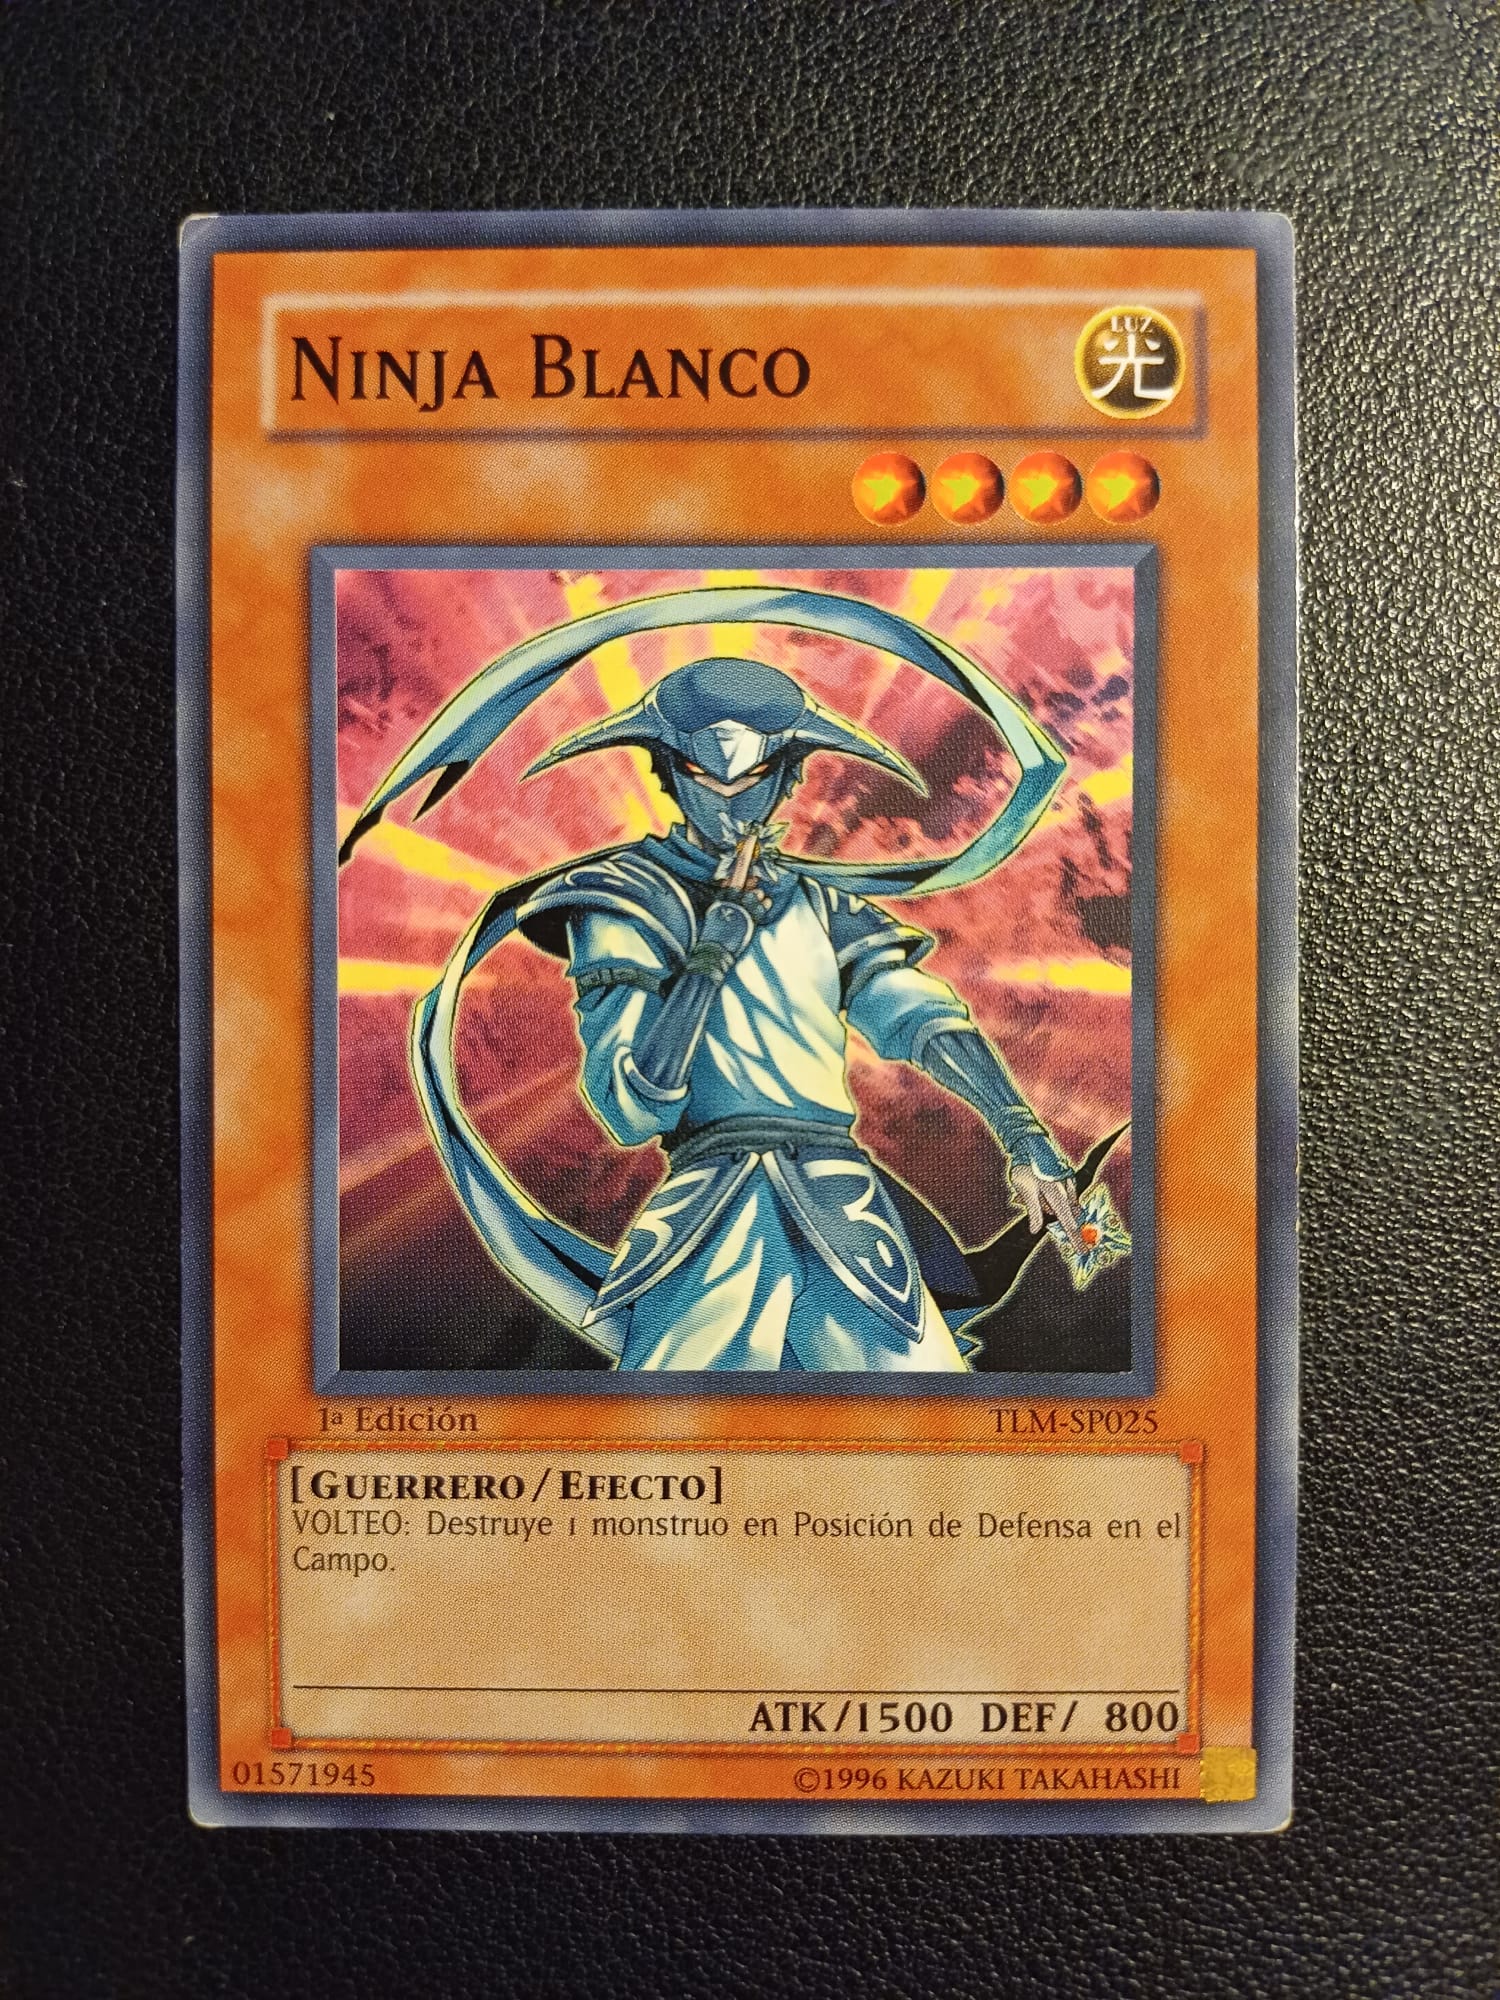 Ninja Blanco
LUZ
光
1ª Edición
TLM-SP025
[Guerrero/Efecto]
VOLTEO: Destruye 1 monstruo en Posición de Defensa en el
Campo.
ATK/1500 DEF/ 800
01571945
©1996 KAZUKI TAKAHASHI